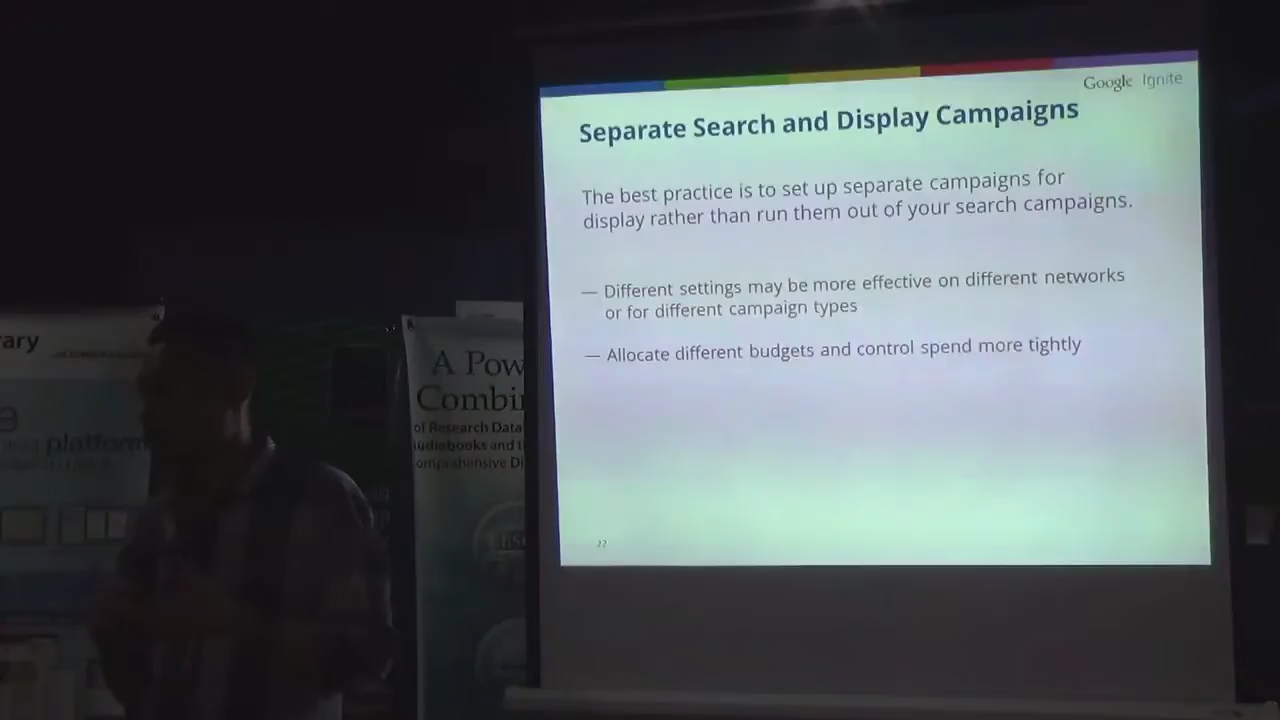 Google Ignite
Separate Search and Display Campaigns
The best practice is to set up separate campaigns for
display rather than run them out of your search campaigns.
— Different settings may be more effective on different networks
or for different campaign types
— Allocate different budgets and control spend more tightly
22
rary
platform
A Pow
Combin
of Research Data
udiobooks and t
omprehensive Di